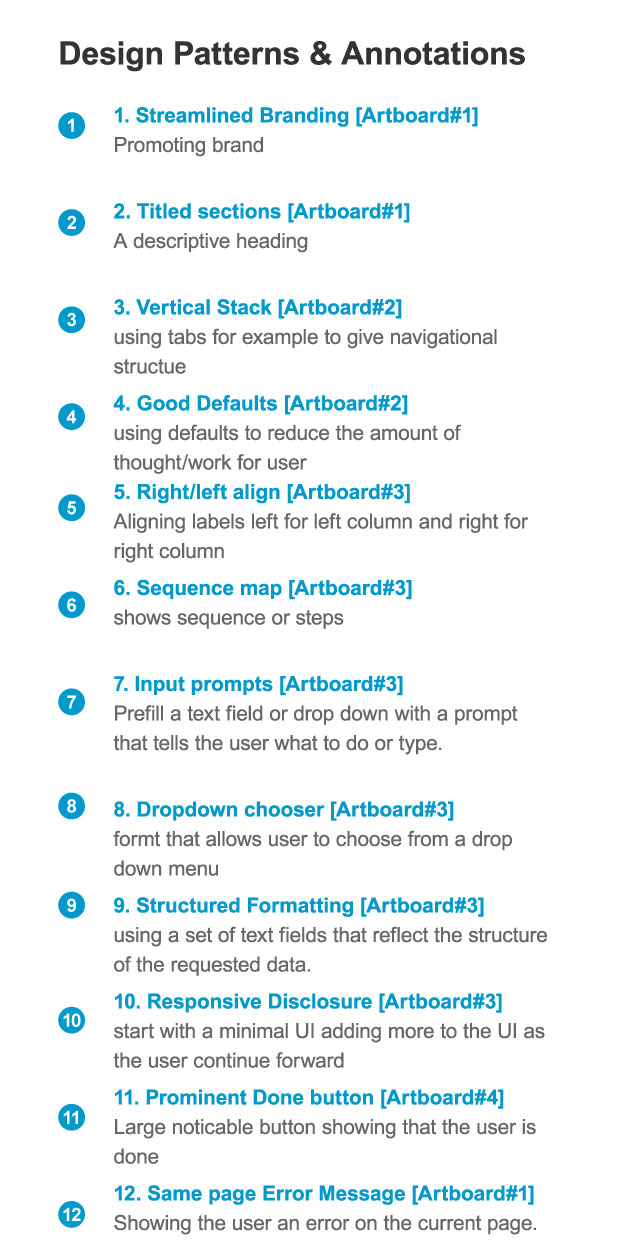 Design Patterns & Annotations
1
1. Streamlined Branding [Artboard#1]
Promoting brand
2
2. Titled sections [Artboard#1]
A descriptive heading
3
3. Vertical Stack [Artboard#2]
using tabs for example to give navigational
structue
4
4. Good Defaults [Artboard#2]
using defaults to reduce the amount of
thought/work for user
5
5. Right/left align [Artboard#3]
Aligning labels left for left column and right for
right column
6
6. Sequence map [Artboard#3]
shows sequence or steps
7
7. Input prompts [Artboard#3]
Prefill a text field or drop down with a prompt
that tells the user what to do or type.
8
8. Dropdown chooser [Artboard#3]
formt that allows user to choose from a drop
down menu
9
9. Structured Formatting [Artboard#3]
using a set of text fields that reflect the structure
of the requested data.
10
10. Responsive Disclosure [Artboard#3]
start with a minimal UI adding more to the UI as
the user continue forward
11
11. Prominent Done button [Artboard#4]
Large noticable button showing that the user is
done
12
12. Same page Error Message [Artboard#1]
Showing the user an error on the current page.